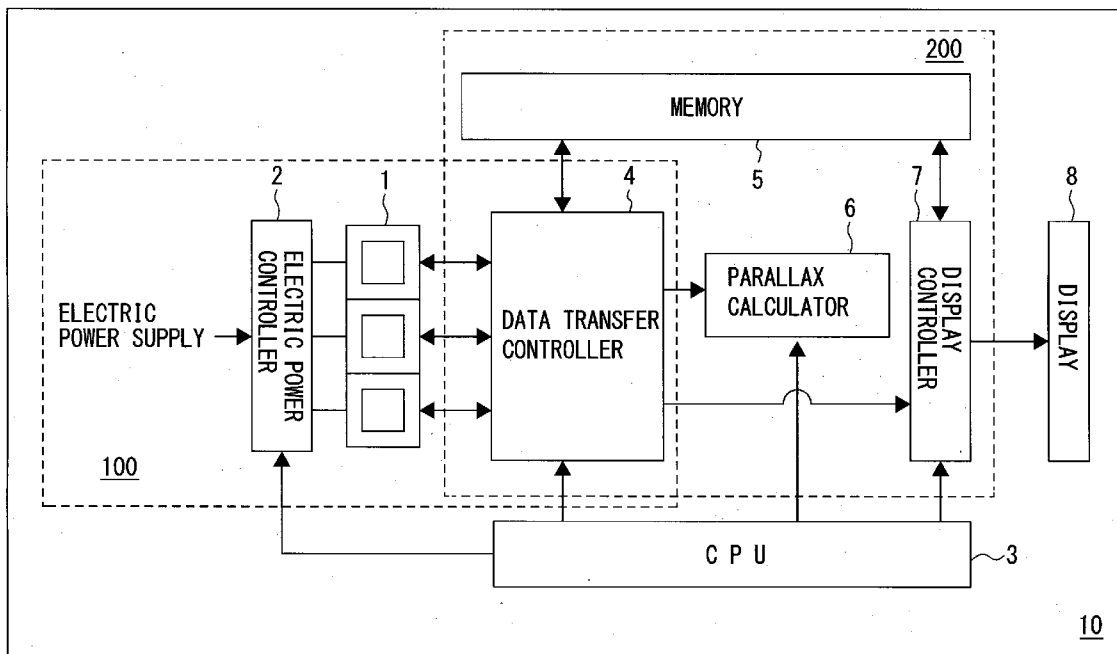 200
MEMORY
5
2
1
4
6
7
8
ELECTRIC POWER
CONTROLLER
ELECTRIC
POWER SUPPLY
DATA TRANSFER
CONTROLLER
PARALLAX
CALCULATOR
DISPLAY
CONTROLLER
DISPLAY
100
CPU
3
10